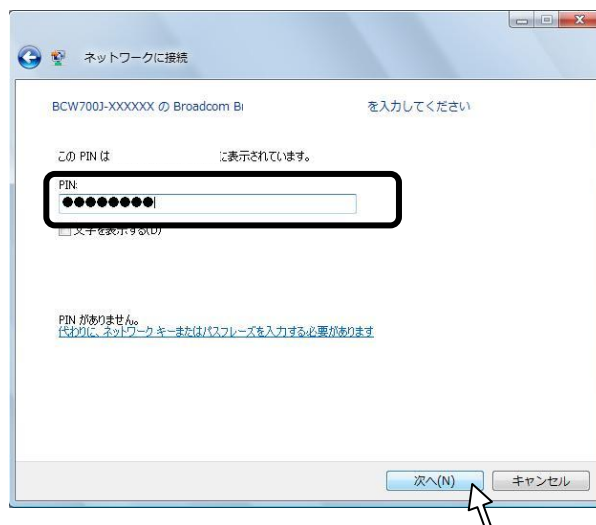 ネットワークに接続
BCW700J-XXXXXX の Broadcom を入力してください
この PIN は に表示されています。
PIN:
●●●●●●●●
文字を表示する(D)
PIN がありません。
代わりに、ネットワーク キーまたはパスフレーズを入力する必要があります
次へ(N) キャンセル